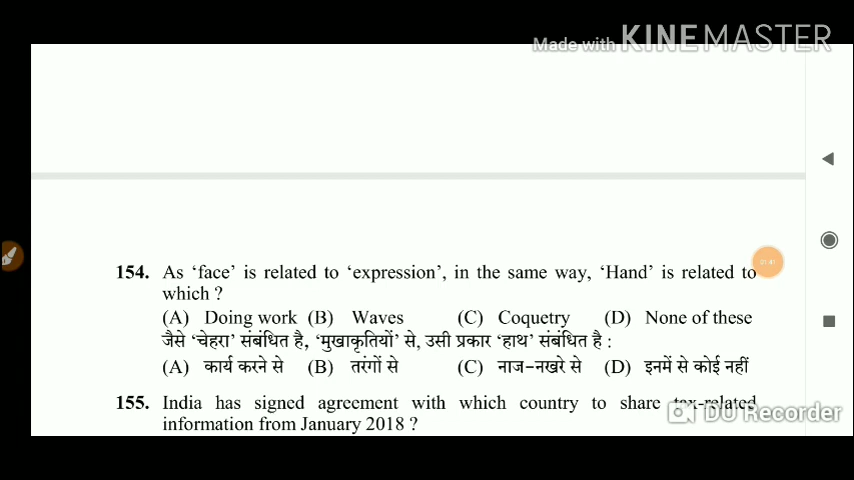 Made with KINEMASTER
154. As ‘face’ is related to ‘expression’, in the same way, ‘Hand’ is related to
which ?
(A) Doing work (B) Waves (C) Coquetry (D) None of these
जैसे ‘चेहरा’ संबंधित है, ‘मुखाकृतियों’ से, उसी प्रकार ‘हाथ’ संबंधित है :
(A) कार्य करने से (B) तरंगों से (C) नाज-नखरे से (D) इनमें से कोई नहीं
155. India has signed agreement with which country to share tax-related
DU Recorder
information from January 2018 ?